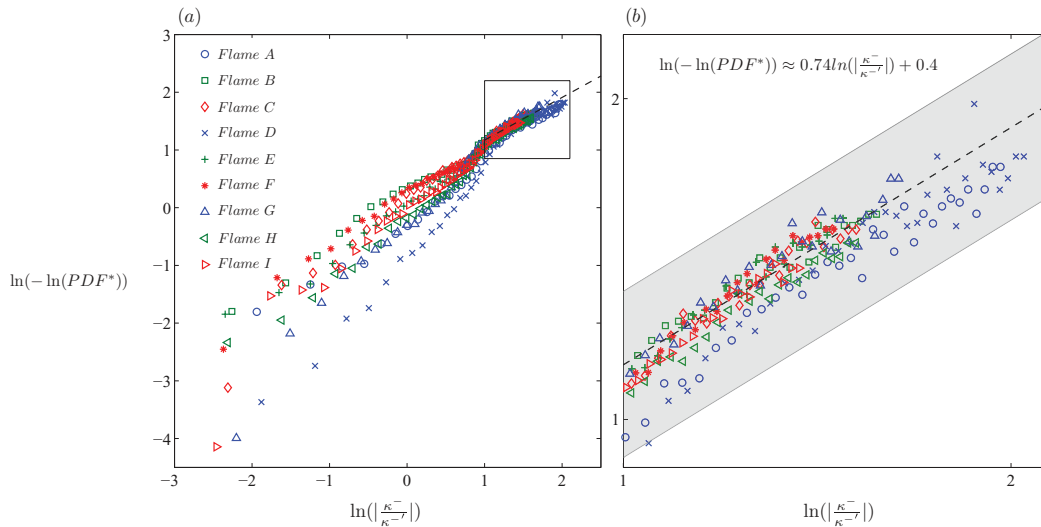 (a)
(b)
3
2
1
0
−1
−2
−3
−4
−3
−2
−1
0
1
2
Flame A
Flame B
Flame C
Flame D
Flame E
Flame F
Flame G
Flame H
Flame I
ln(−ln(PDF*))
ln(|κ⁻/κ⁻′|)
ln(−ln(PDF*)) ≈ 0.74ln(|κ⁻/κ⁻′|) + 0.4
2
1
1
2
ln(|κ⁻/κ⁻′|)